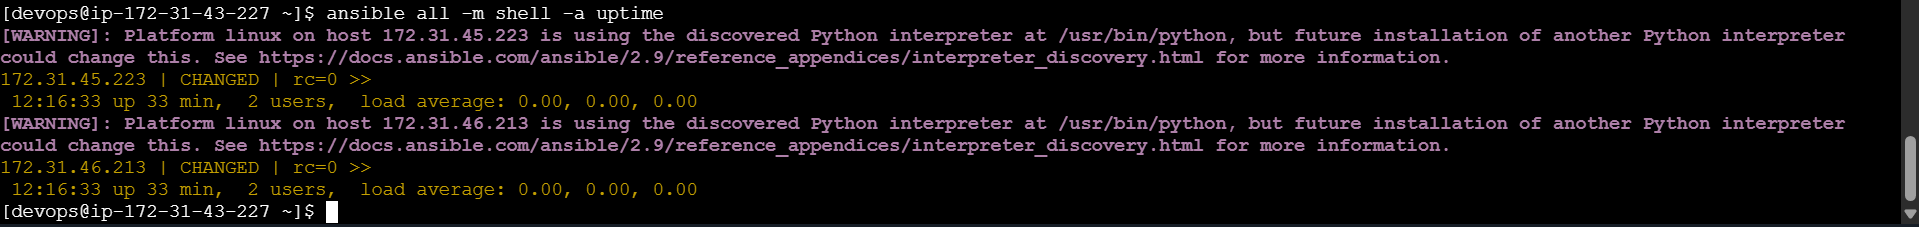 [devops@ip-172-31-43-227 ~]$ ansible all -m shell -a uptime
[WARNING]: Platform linux on host 172.31.45.223 is using the discovered Python interpreter at /usr/bin/python, but future installation of another Python interpreter
could change this. See https://docs.ansible.com/ansible/2.9/reference_appendices/interpreter_discovery.html for more information.
172.31.45.223 | CHANGED | rc=0 >>
 12:16:33 up 33 min,  2 users,  load average: 0.00, 0.00, 0.00
[WARNING]: Platform linux on host 172.31.46.213 is using the discovered Python interpreter at /usr/bin/python, but future installation of another Python interpreter
could change this. See https://docs.ansible.com/ansible/2.9/reference_appendices/interpreter_discovery.html for more information.
172.31.46.213 | CHANGED | rc=0 >>
 12:16:33 up 33 min,  2 users,  load average: 0.00, 0.00, 0.00
[devops@ip-172-31-43-227 ~]$